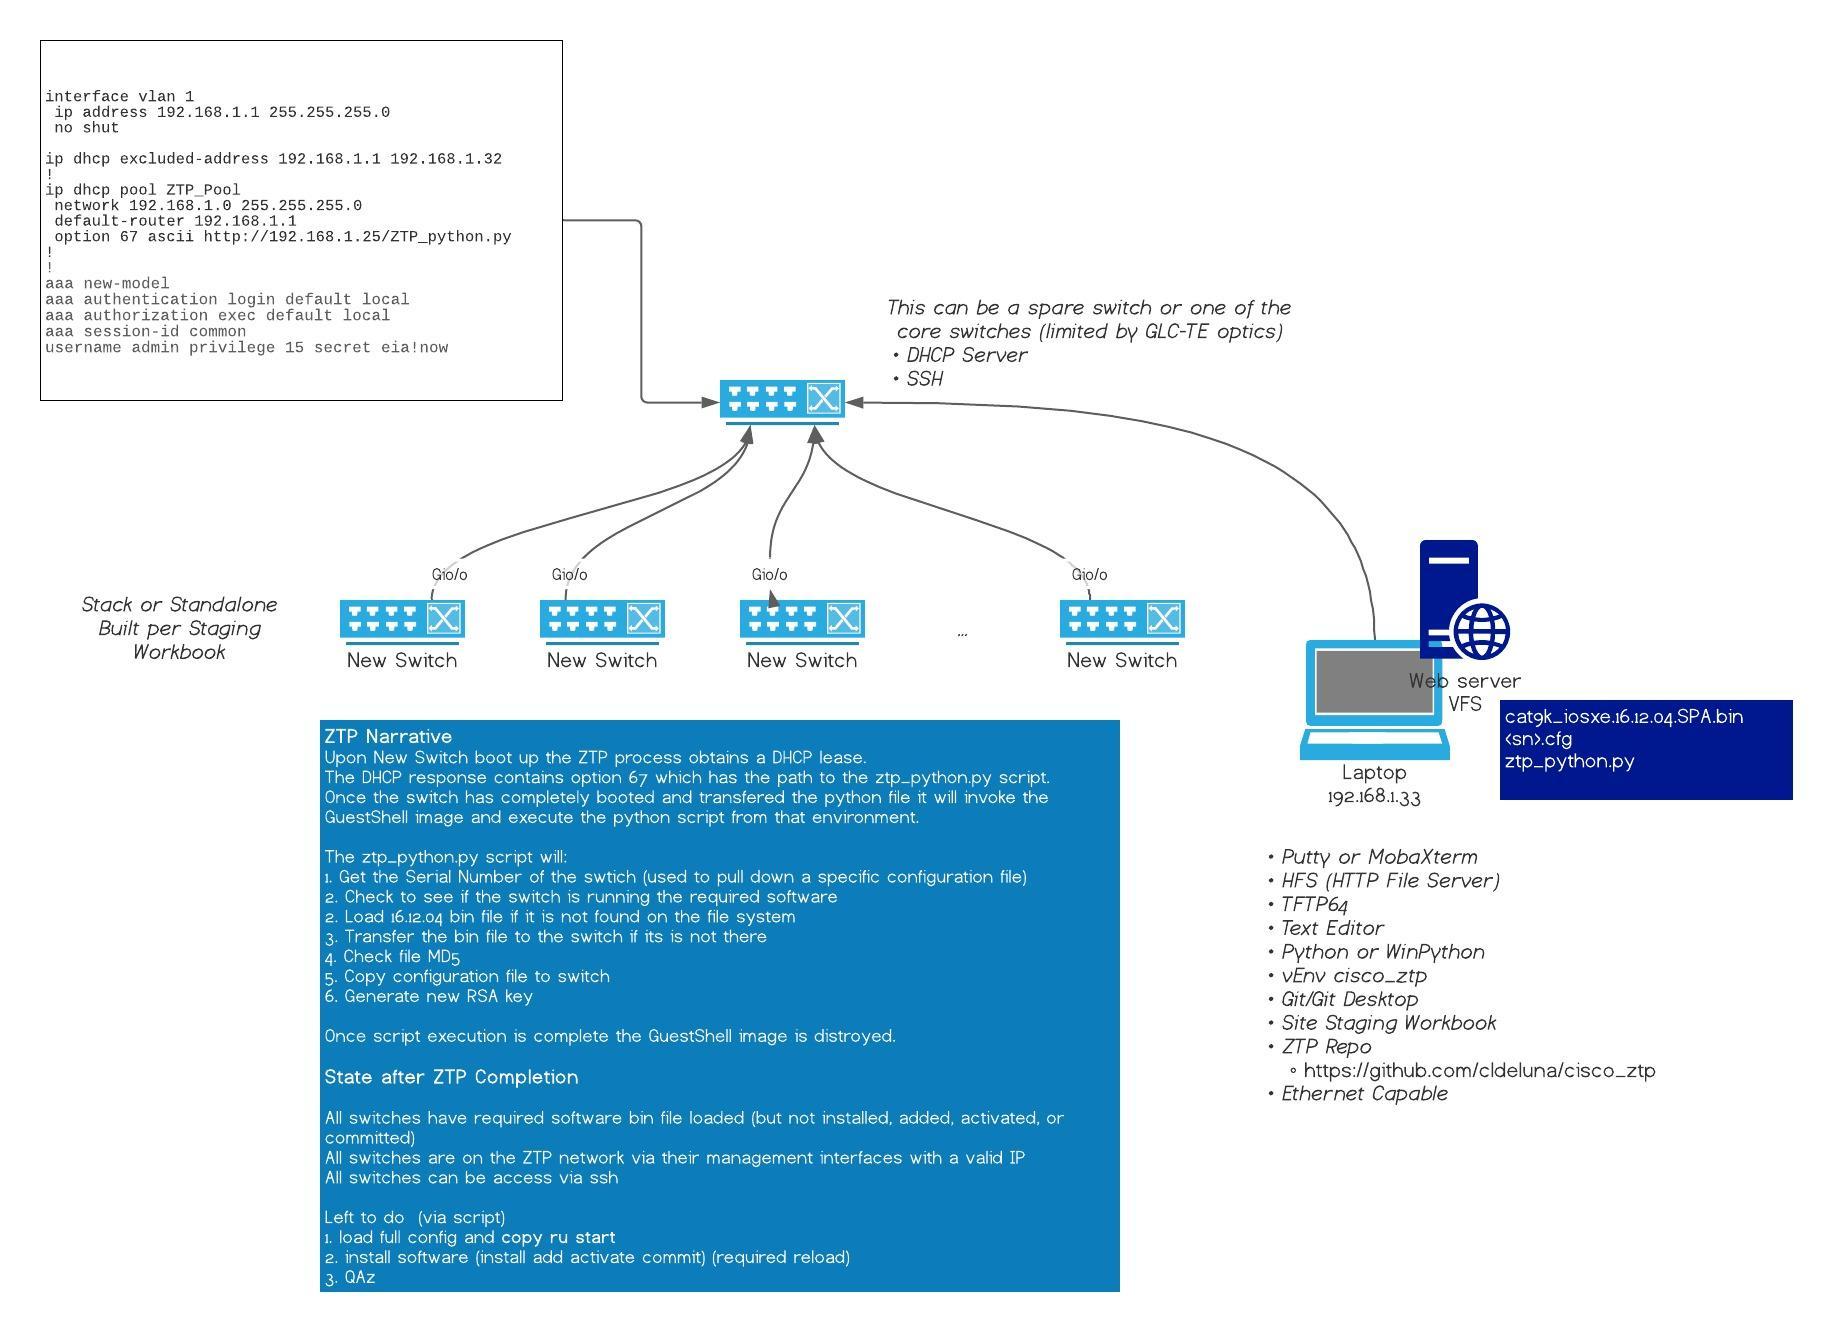 interface vlan 1
ip address 192.168.1.1 255.255.255.0
no shut
ip dhcp excluded-address 192.168.1.1 192.168.1.32
!
ip dhcp pool ZTP_Pool
network 192.168.1.0 255.255.255.0
default-router 192.168.1.1
option 67 ascii http://192.168.1.25/ZTP_python.py
!
!
aaa new-model
aaa authentication login default local
aaa authorization exec default local
aaa session-id common
username admin privilege 15 secret eia!now
This can be a spare switch or one of the
core switches (limited by GLC-TE optics)
• DHCP Server
• SSH
Gi0/0
Gi0/0
Gi0/0
Gi0/0
Stack or Standalone
Built per Staging
Workbook
New Switch
New Switch
New Switch
...
New Switch
Web server
VFS
cat9k_iosxe.16.12.04.SPA.bin
<sn>.cfg
ztp_python.py
Laptop
192.168.1.33
ZTP Narrative
Upon New Switch boot up the ZTP process obtains a DHCP lease.
The DHCP response contains option 67 which has the path to the ztp_python.py script.
Once the switch has completely booted and transfered the python file it will invoke the
GuestShell image and execute the python script from that environment.
The ztp_python.py script will:
1. Get the Serial Number of the swtich (used to pull down a specific configuration file)
2. Check to see if the switch is running the required software
2. Load 16.12.04 bin file if it is not found on the file system
3. Transfer the bin file to the switch if its is not there
4. Check file MD5
5. Copy configuration file to switch
6. Generate new RSA key
Once script execution is complete the GuestShell image is distroyed.
State after ZTP Completion
All switches have required software bin file loaded (but not installed, added, activated, or
committed)
All switches are on the ZTP network via their management interfaces with a valid IP
All switches can be access via ssh
Left to do (via script)
1. load full config and copy ru start
2. install software (install add activate commit) (required reload)
3. QAz
• Putty or MobaXterm
• HFS (HTTP File Server)
• TFTP64
• Text Editor
• Python or WinPython
• vEnv cisco_ztp
• Git/Git Desktop
• Site Staging Workbook
• ZTP Repo
◦ https://github.com/cldeluna/cisco_ztp
• Ethernet Capable